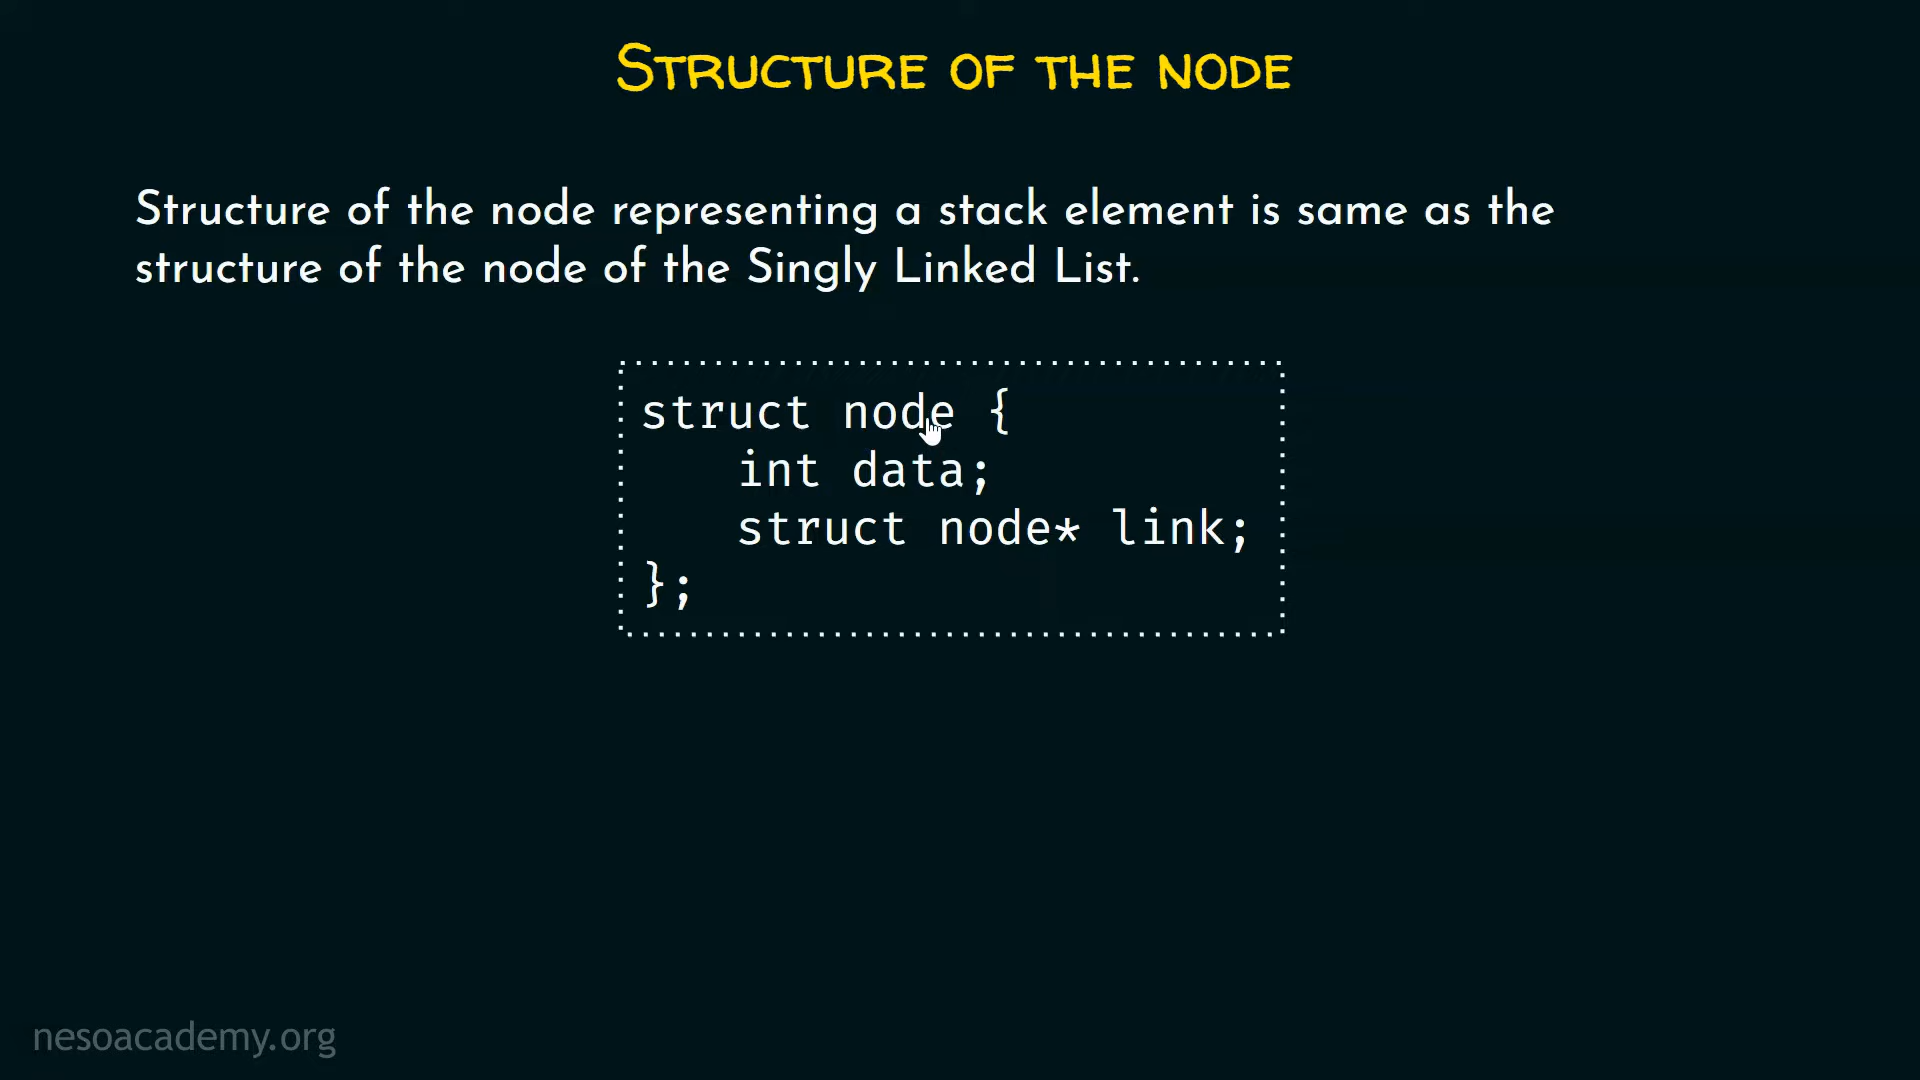 STRUCTURE OF THE NODE
Structure of the node representing a stack element is same as the
structure of the node of the Singly Linked List.
struct node {
    int data;
    struct node* link;
};
nesoacademy.org